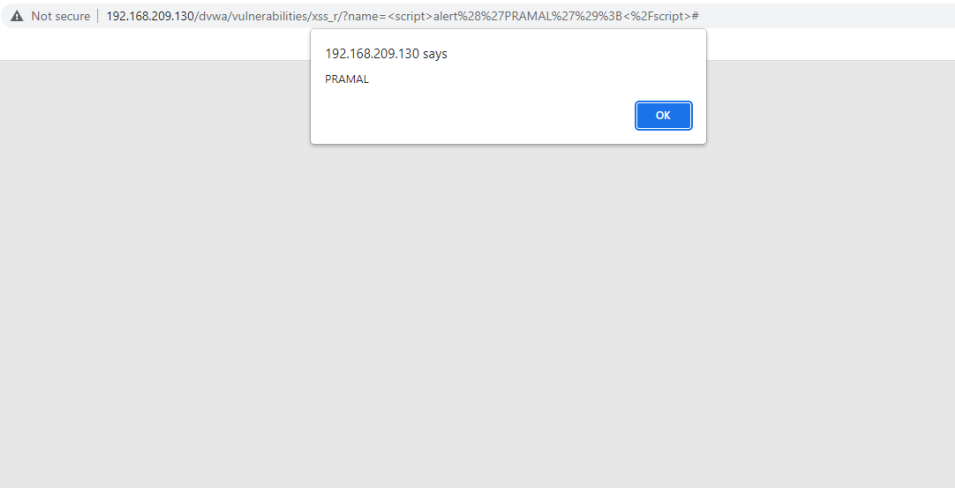 Not secure | 192.168.209.130/dvwa/vulnerabilities/xss_r/?name=<script>alert%28%27PRAMAL%27%29%3B<%2Fscript>#
192.168.209.130 says
PRAMAL
OK